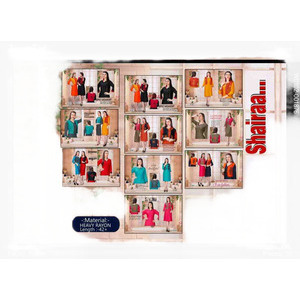 Shairaa....
- Material:-
HEAVY RAYON
Length : 42+